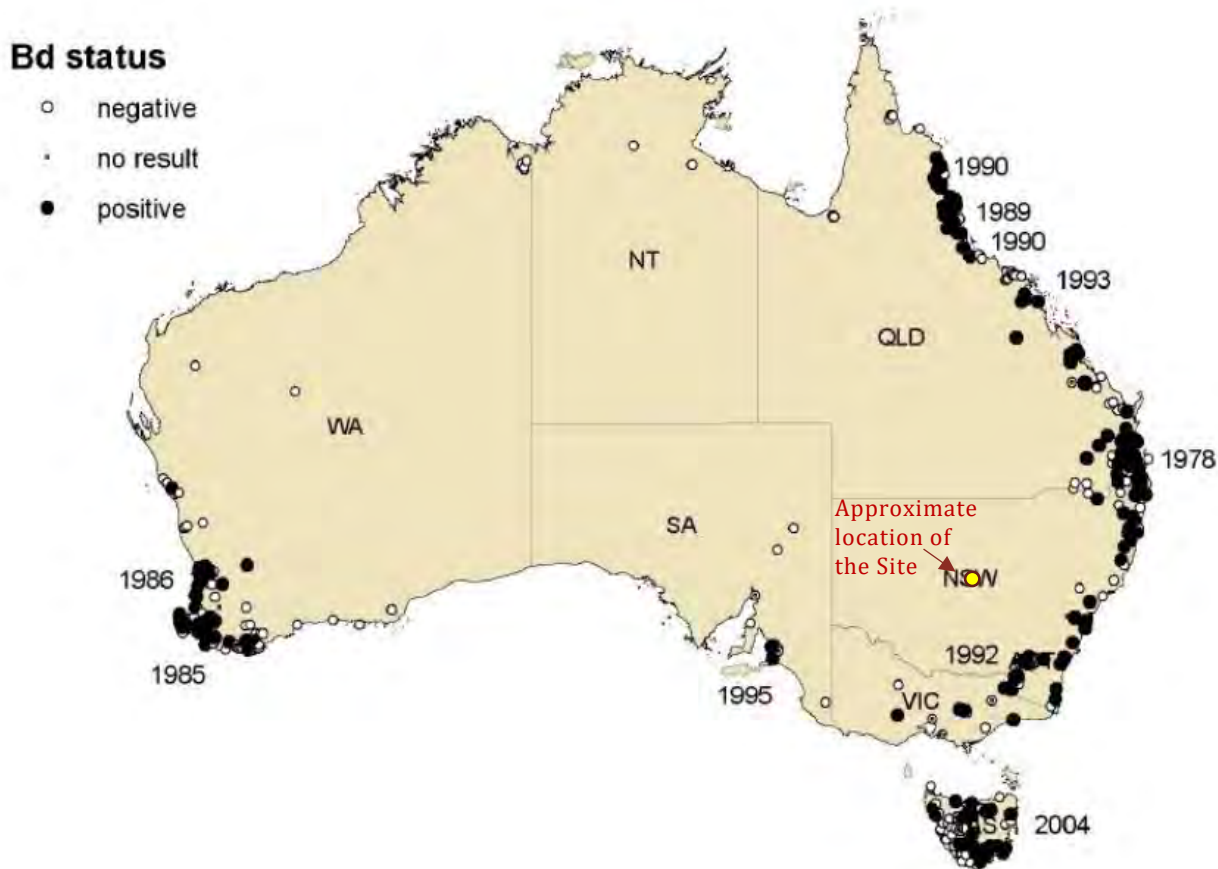 Bd status
negative
no result
positive
1990
1989
1990
1993
NT
QLD
WA
1978
SA
Approximate
location of
the Site
NSW
1986
1985
1992
1995
VIC
2004